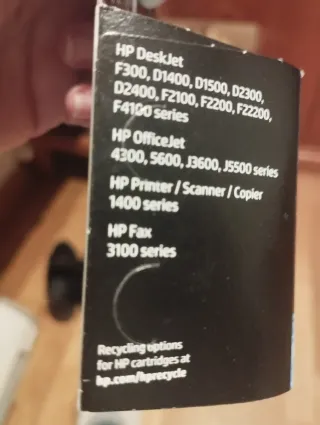 HP DeskJet
F300, D1400, D1500, D2300,
D2400, F2100, F2200, F22200,
F4100 series
HP OfficeJet
4300, 5600, J3600, J5500 series
HP Printer / Scanner / Copier
1400 series
HP Fax
3100 series
Recycling options
for HP cartridges at
hp.com/hprecycle